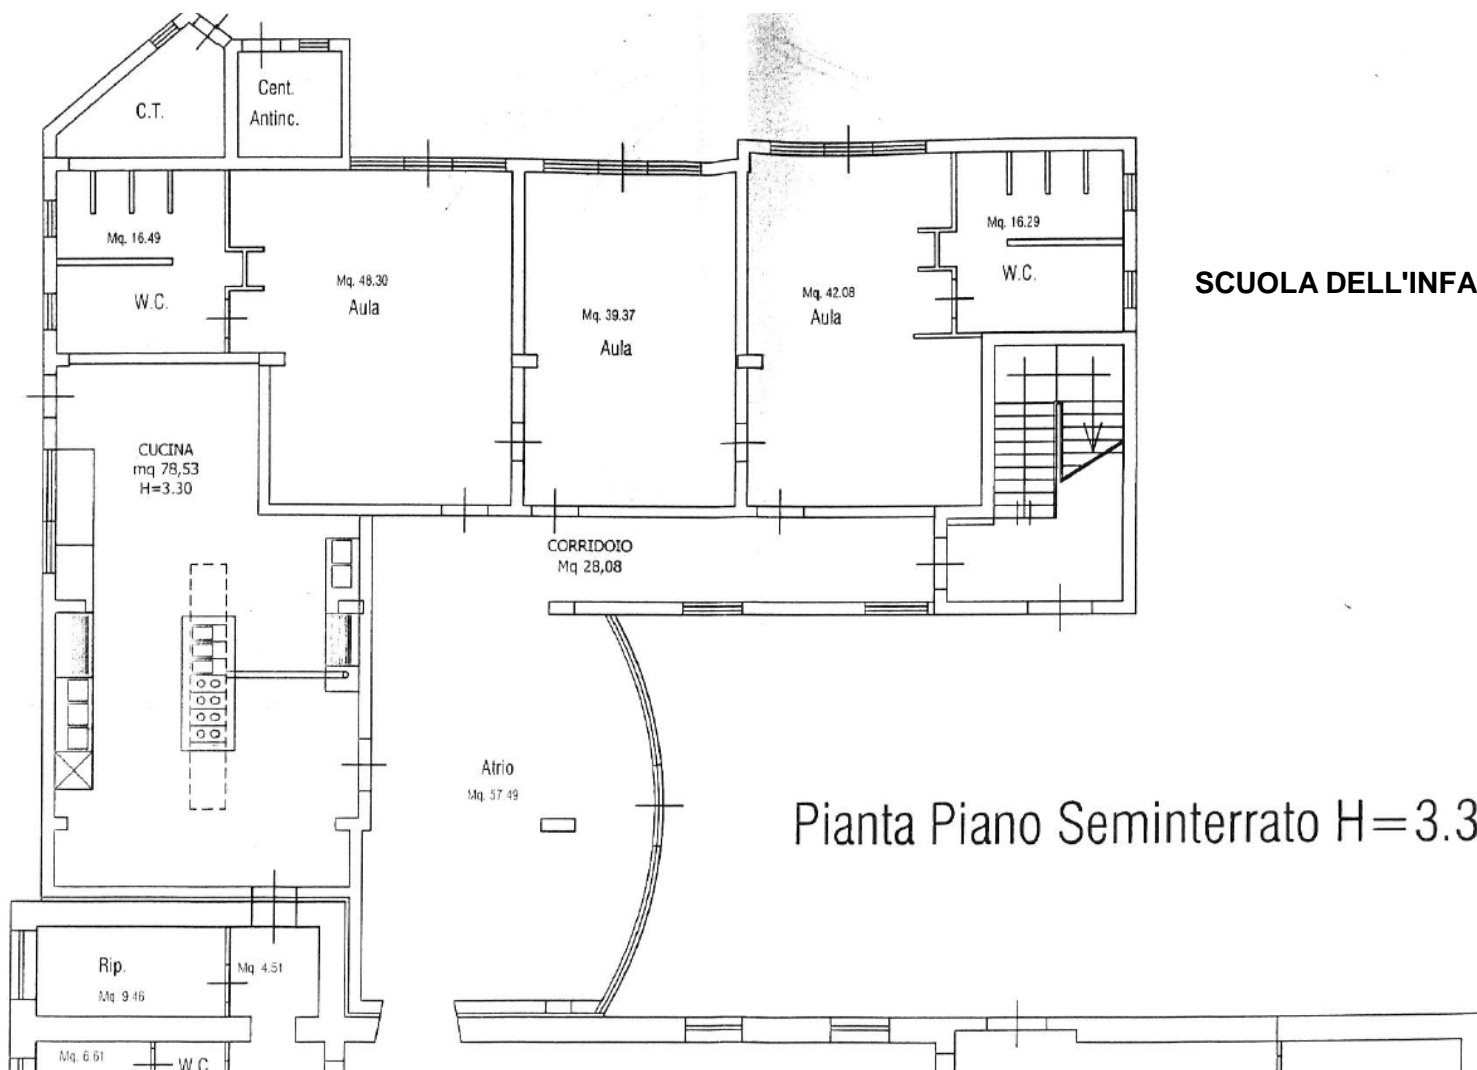 C.T.
Cent.
Antinc.
Mq. 16.49
W.C.
Mq. 48.30
Aula
Mq. 39.37
Aula
Mq. 42.08
Aula
Mq. 16.29
W.C.
SCUOLA DELL'INFA
CUCINA
mq 78,53
H=3.30
CORRIDOIO
Mq 28,08
Atrio
Mq. 57.49
Pianta Piano Seminterrato H=3.3
Rip.
Mq 9.46
Mq 4.51
Mq. 6.61
W.C